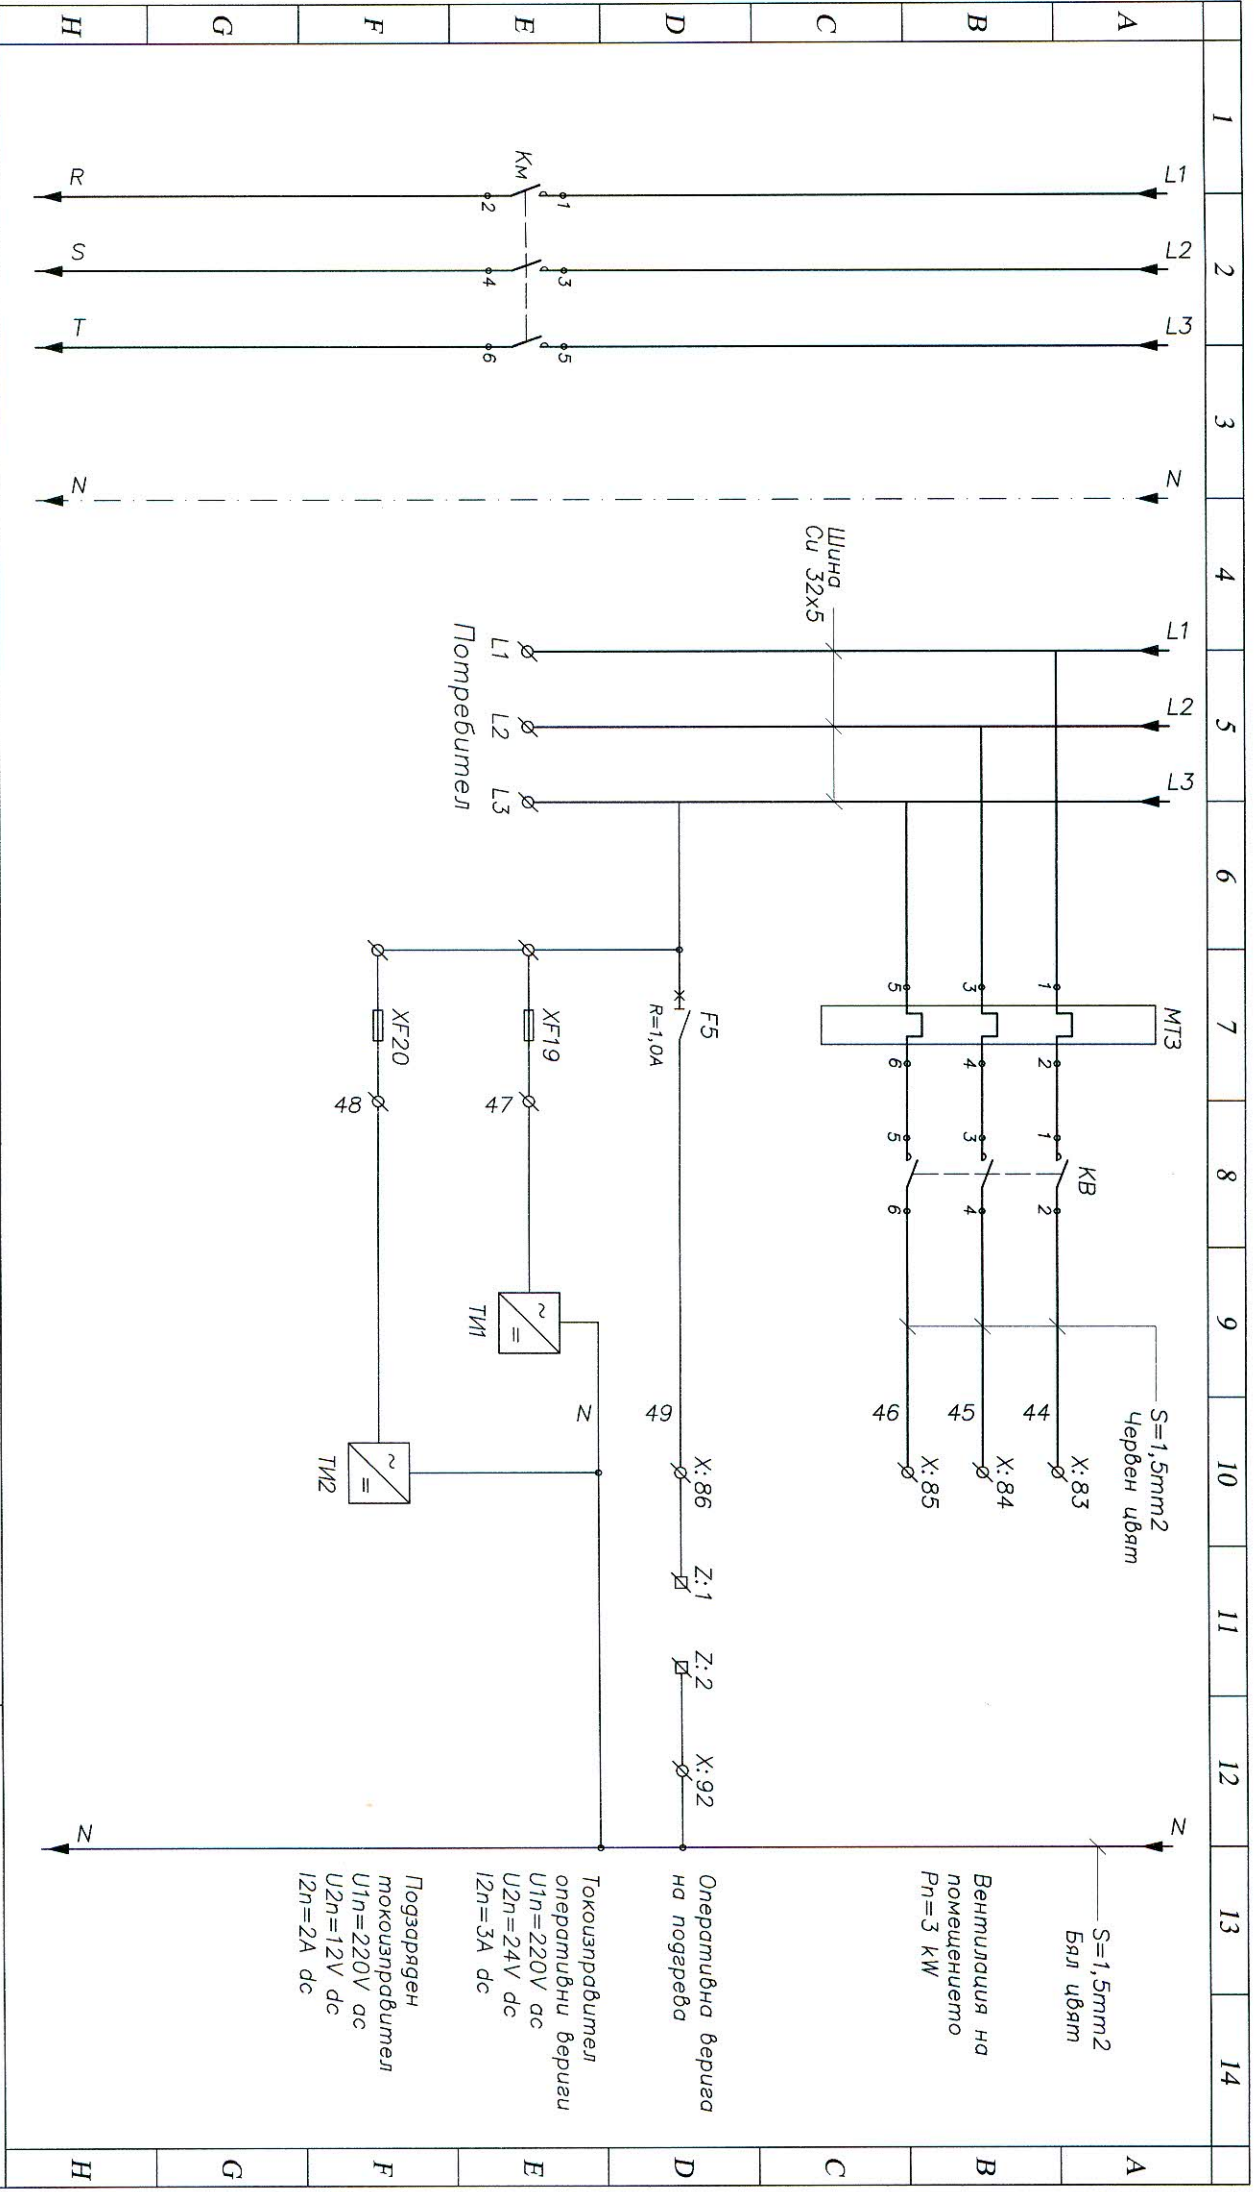 1
2
3
4
5
6
7
8
9
10
11
12
13
14
A
B
C
D
E
F
G
H
L1
L2
L3
N
L1
L2
L3
N
S=1,5mm2
Бял цвят
S=1,5mm2
Червен цвят
МТЗ
1
2
3
4
5
6
КВ
1
2
3
4
5
6
44
X:83
45
X:84
46
X:85
Вентилация на
помещението
Pn=3 kW
Шина
Cu 32x5
F5
R=1,0A
49
X:86
Z:1
Z:2
X:92
Оперативна верига
на подгрева
Км
1
2
3
4
5
6
L1
L2
L3
Потребител
XF19
47
ТИ1
~
=
N
Токоизправител
оперативни вериги
U1n=220V ac
U2n=24V dc
I2n=3A dc
XF20
48
ТИ2
~
=
Подзаряден
токоизправител
U1n=220V ac
U2n=12V dc
I2n=2A dc
R
S
T
N
N
A
B
C
D
E
F
G
H